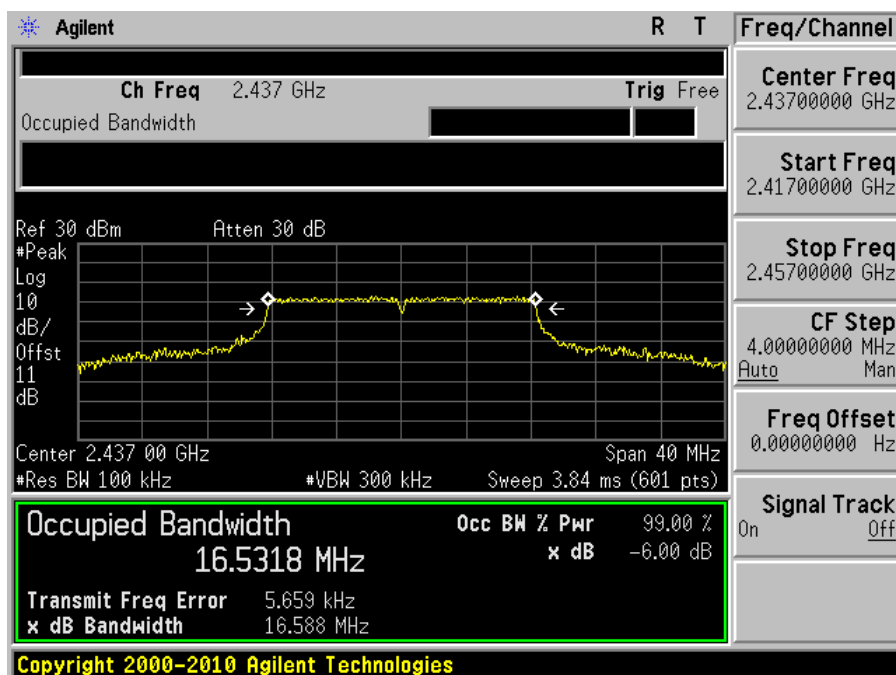 Agilent R T
Ch Freq 2.437 GHz Trig Free
Occupied Bandwidth
Ref 30 dBm Atten 30 dB
#Peak
Log
10
dB/
Offst
11
dB
Center 2.437 00 GHz Span 40 MHz
#Res BW 100 kHz #VBW 300 kHz Sweep 3.84 ms (601 pts)
Occupied Bandwidth Occ BW % Pwr 99.00 %
16.5318 MHz x dB -6.00 dB
Transmit Freq Error 5.659 kHz
x dB Bandwidth 16.588 MHz
Copyright 2000-2010 Agilent Technologies
Freq/Channel
Center Freq
2.43700000 GHz
Start Freq
2.41700000 GHz
Stop Freq
2.45700000 GHz
CF Step
4.00000000 MHz
Auto Man
Freq Offset
0.00000000 Hz
Signal Track
On Off